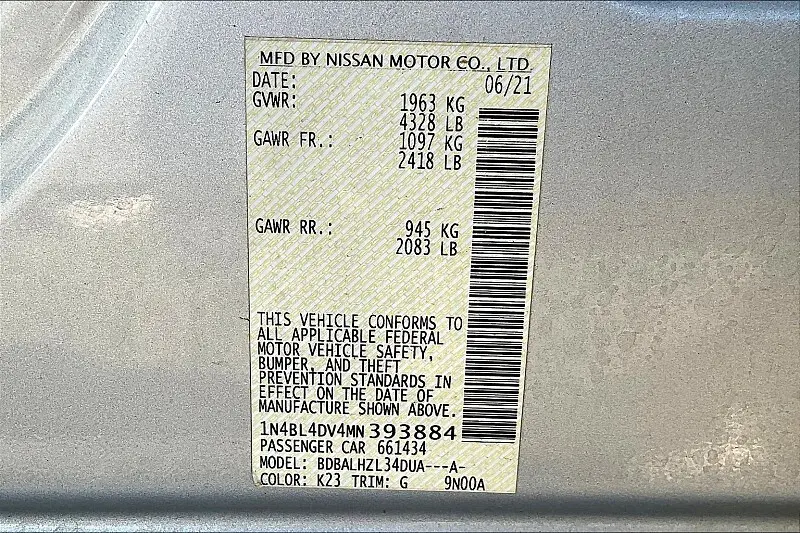 MFD BY NISSAN MOTOR CO., LTD.
DATE: 06/21
GVWR: 1963 KG
4328 LB
GAWR FR.: 1097 KG
2418 LB
GAWR RR.: 945 KG
2083 LB
THIS VEHICLE CONFORMS TO
ALL APPLICABLE FEDERAL
MOTOR VEHICLE SAFETY,
BUMPER, AND THEFT
PREVENTION STANDARDS IN
EFFECT ON THE DATE OF
MANUFACTURE SHOWN ABOVE.
1N4BL4DV4MN393884
PASSENGER CAR 661434
MODEL: BDBALHZL34DUA---A-
COLOR: K23 TRIM: G 9N00A